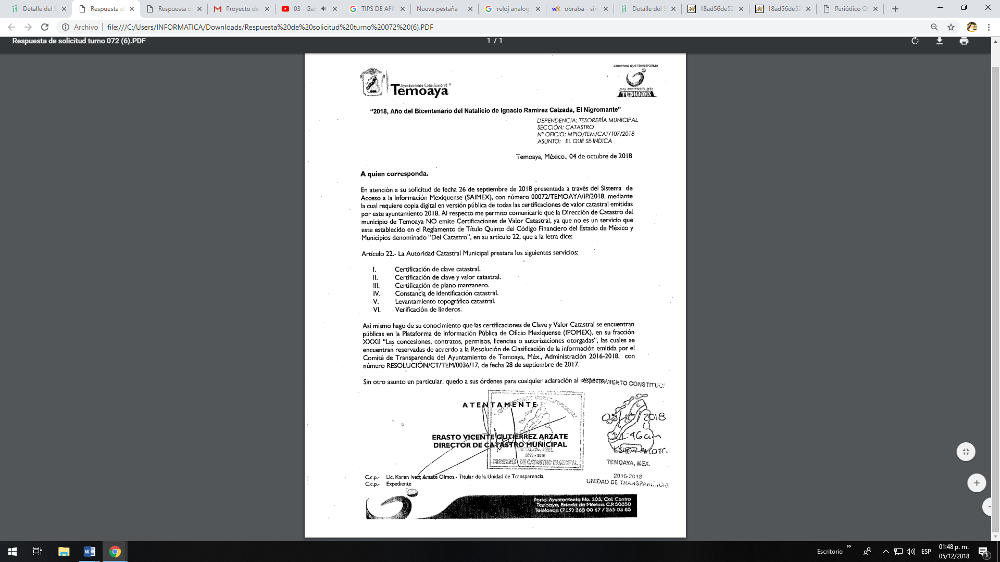 Detalle del S
Respuesta d
Respuesta d
Proyecto de
03 - Gab
TIPS DE AFI
Nueva pestaña
reloj analog
obraba - sin
Detalle del S
18ad56de52
18ad56de52
Periódico O
Archivo
file:///C:/Users/INFORMATICA/Downloads/Respuesta%20de%20solicitud%20turno%20072%20(6).PDF
Respuesta de solicitud turno 072 (6).PDF
1 / 1
GOBIERNO QUE TRANSFORMA
Ayuntamiento Constitucional
Temoaya
2016 AYUNTAMIENTO 2018
TEMOAYA
“2018, Año del Bicentenario del Natalicio de Ignacio Ramírez Calzada, El Nigromante”
DEPENDENCIA: TESORERÍA MUNICIPAL
SECCIÓN: CATASTRO
Nº OFICIO: MPIO/TEM/CAT/107/2018
ASUNTO: EL QUE SE INDICA
Temoaya, México., 04 de octubre de 2018
A quien corresponda.
En atención a su solicitud de fecha 26 de septiembre de 2018 presentada a través del Sistema de
Acceso a la Información Mexiquense (SAIMEX), con número 00072/TEMOAYA/IP/2018, mediante
la cual requiere copia digital en versión pública de todas las certificaciones de valor catastral emitidas
por este ayuntamiento 2018. Al respecto me permito comunicarle que la Dirección de Catastro del
municipio de Temoaya NO emite Certificaciones de Valor Catastral, ya que no es un servicio que
este establecido en el Reglamento de Título Quinto del Código Financiero del Estado de México y
Municipios denominado “Del Catastro”, en su artículo 22, que a la letra dice:
Artículo 22.- La Autoridad Catastral Municipal prestara los siguientes servicios:
I. Certificación de clave catastral.
II. Certificación de clave y valor catastral.
III. Certificación de plano manzanero.
IV. Constancia de identificación catastral.
V. Levantamiento topográfico catastral.
VI. Verificación de linderos.
Así mismo hago de su conocimiento que las certificaciones de Clave y Valor Catastral se encuentran
públicas en la Plataforma de Información Pública de Oficio Mexiquense (IPOMEX), en su fracción
XXXII “Las concesiones, contratos, permisos, licencias o autorizaciones otorgadas”, las cuales se
encuentran reservadas de acuerdo a la Resolución de Clasificación de la información emitida por el
Comité de Transparencia del Ayuntamiento de Temoaya, Méx., Administración 2016-2018, con
número RESOLUCIÓN/CT/TEM/0036/17, de fecha 28 de septiembre de 2017.
Sin otro asunto en particular, quedo a sus órdenes para cualquier aclaración al respecto.
CONSTITUC
ATENTAMENTE
05/10/2018
11:46am
Karen Arzate.
ERASTO VICENTE GUTIÉRREZ ARZATE
DIRECTOR DE CATASTRO MUNICIPAL
DIRECCIÓN DE CATASTRO MUNICIPAL
TEMOAYA, MEX.
2016-2018
UNIDAD DE TRANSPARENCIA
C.c.p.- Lic. Karen Ivett Arzate Olmos.- Titular de la Unidad de Transparencia.
C.c.p.- Expediente
Portal Ayuntamiento No. 103, Col. Centro
Temoaya, Estado de México. C.P. 50850
Teléfonos: (719) 265 00 67 / 265 03 85
Escritorio
ESP
01:48 p. m.
05/12/2018
1